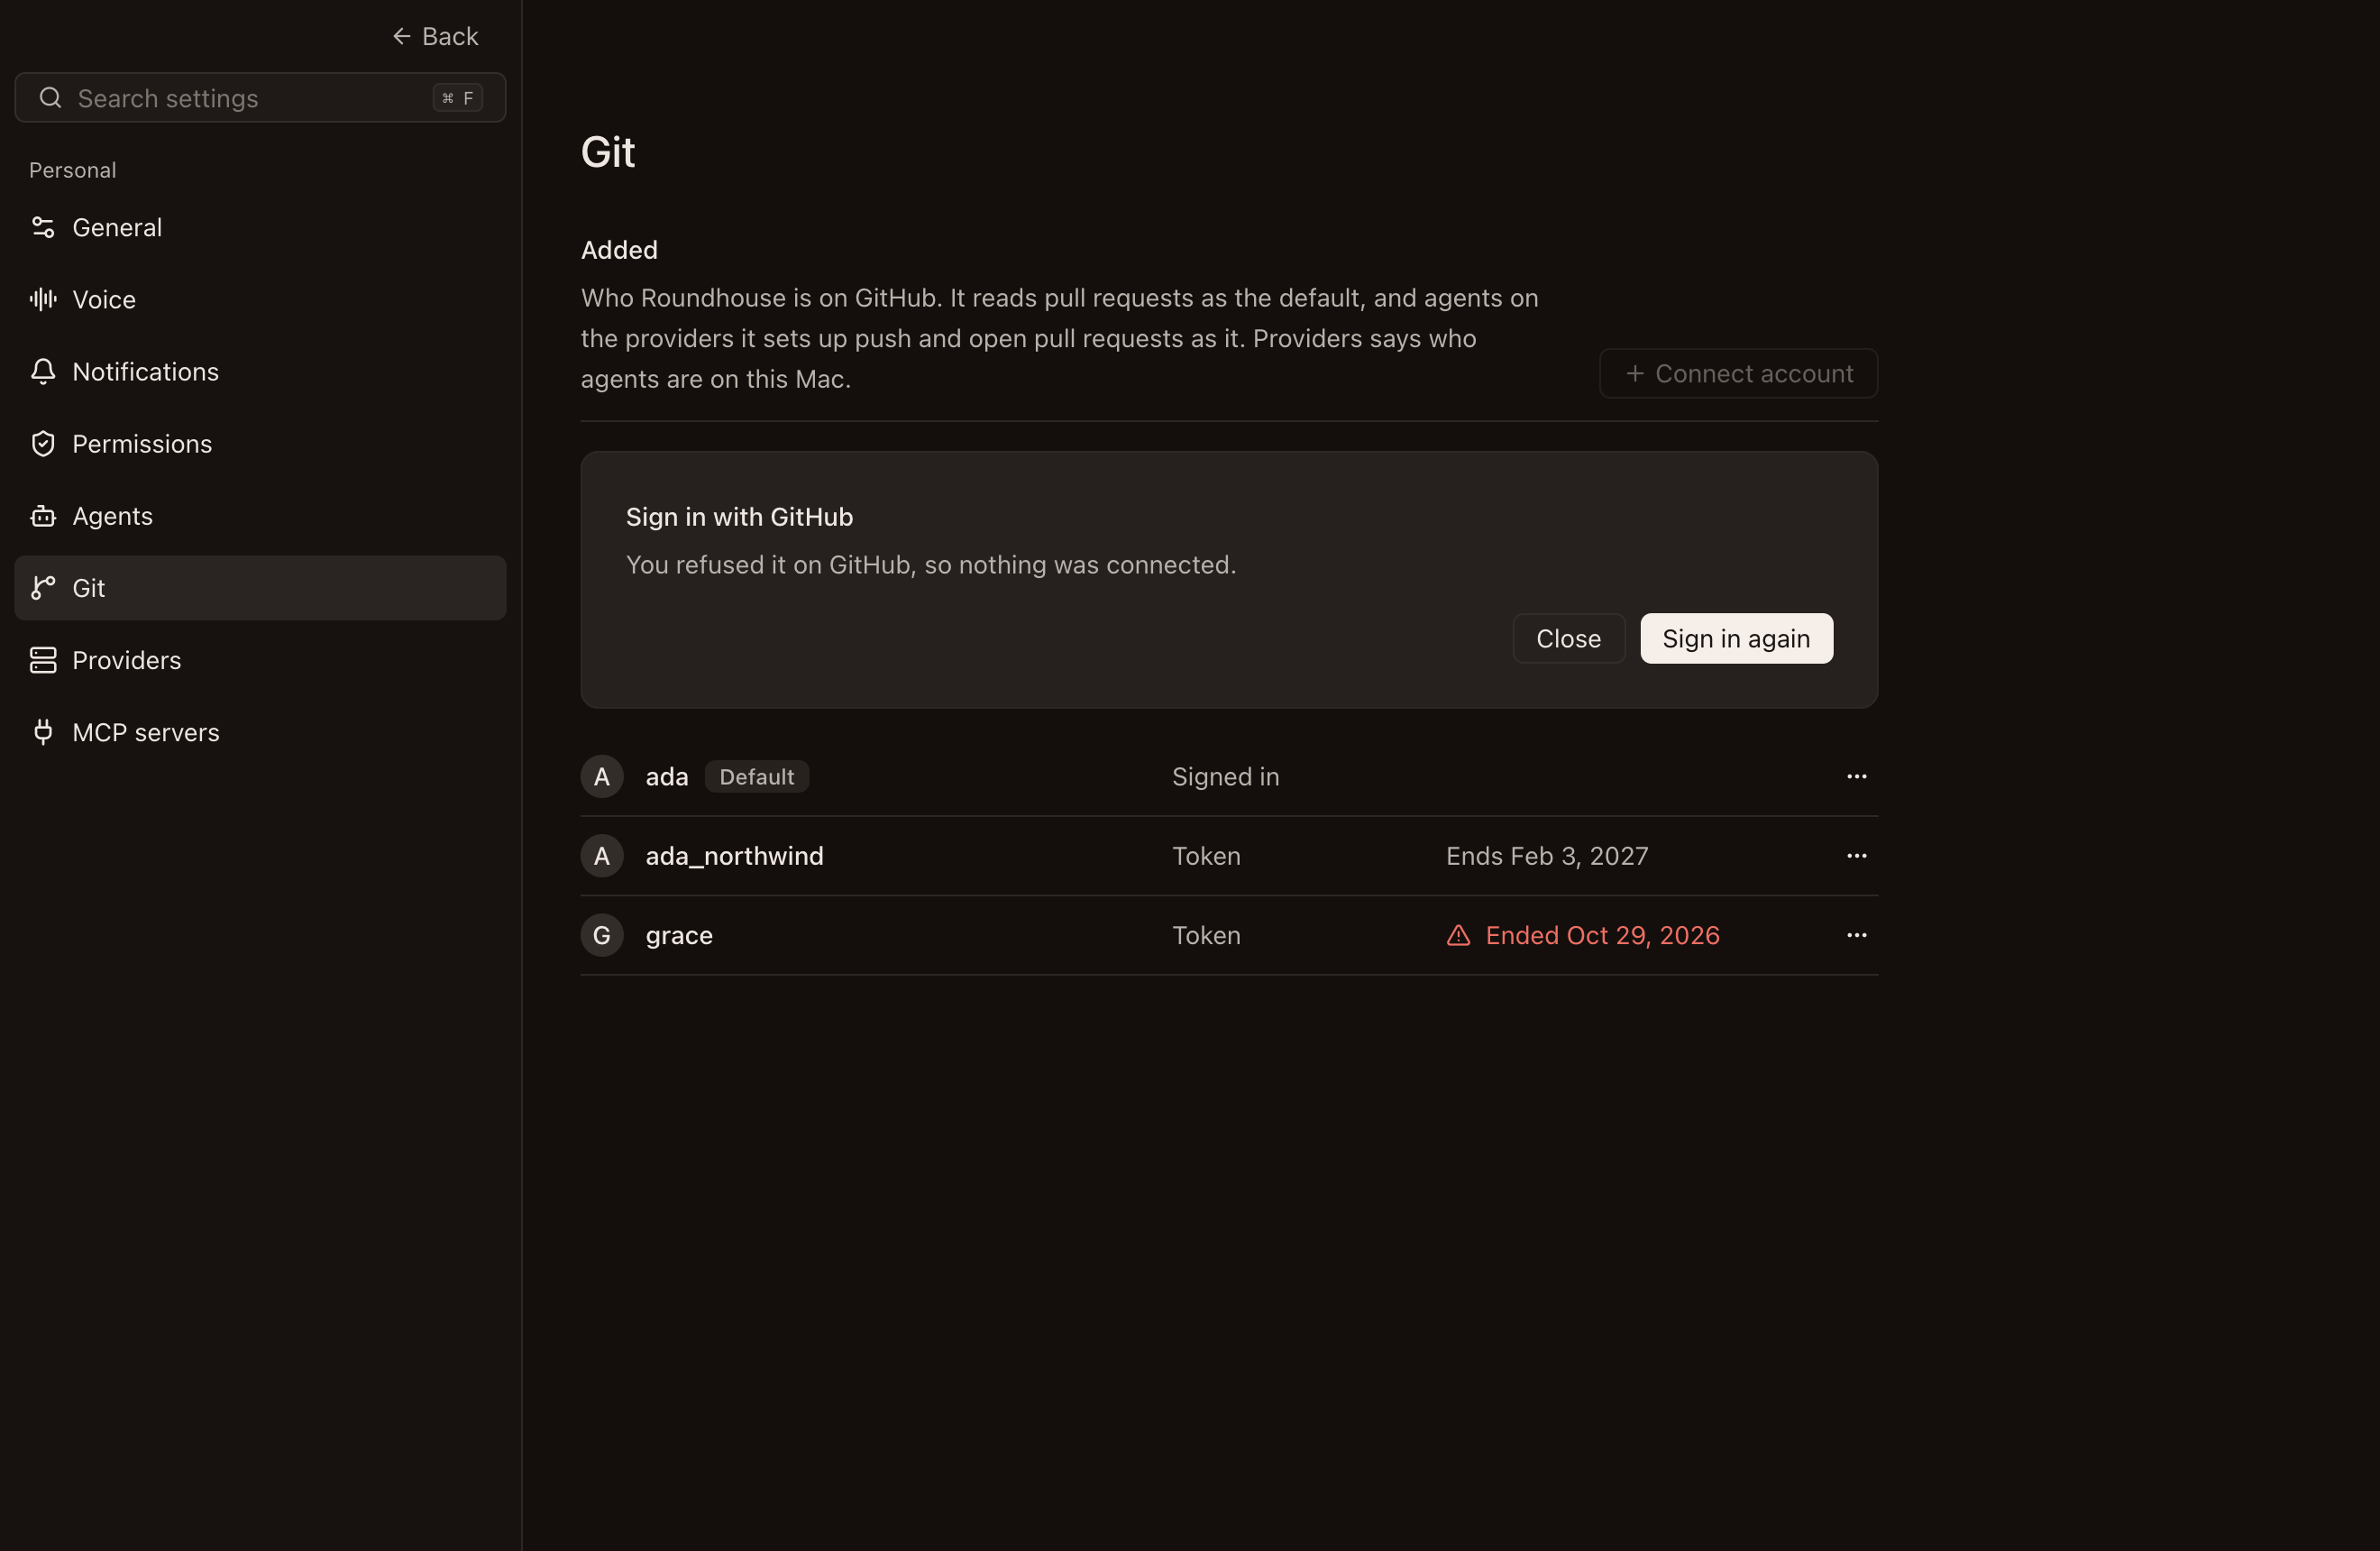 Back
Search settings
⌘ F
Personal
General
Voice
Notifications
Permissions
Agents
Git
Providers
MCP servers
Git
Added
Who Roundhouse is on GitHub. It reads pull requests as the default, and agents on
the providers it sets up push and open pull requests as it. Providers says who
agents are on this Mac.
Connect account
Sign in with GitHub
You refused it on GitHub, so nothing was connected.
Close
Sign in again
A ada Default Signed in
A ada_northwind Token Ends Feb 3, 2027
G grace Token Ended Oct 29, 2026